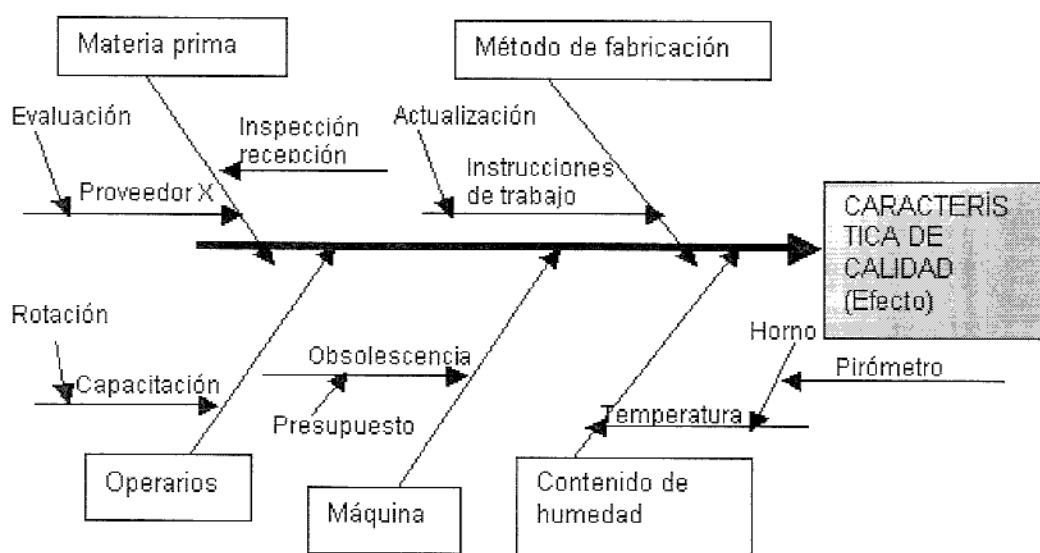 Materia prima
Método de fabricación
Evaluación
Inspección
recepción
Actualización
Proveedor X
Instrucciones
de trabajo
CARACTERÍS
TICA DE
CALIDAD
(Efecto)
Rotación
Capacitación
Obsolescencia
Presupuesto
Horno
Pirómetro
Temperatura
Operarios
Máquina
Contenido de
humedad